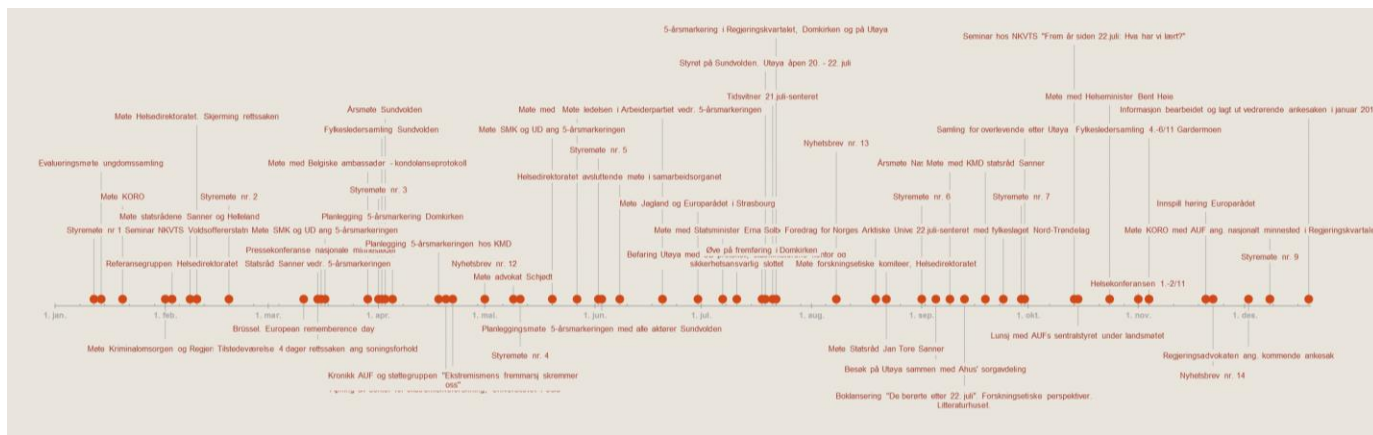 5-årsmarkering i Regjeringskvartalet, Domkirken og på Utøya
Seminar hos NKVTS "Frem år siden 22.juli: Hva har vi lært?"
Styret på Sundvolden. Utøya åpen 20. - 22. juli
Tidsvitner 21 juli-senteret
Møte med Helseminister Bent Høie
Årsmøte Sundvolden
Møte med Møte ledelsen i Arbeiderpartiet vedr. 5-årsmarkeringen
Informasjon bearbeidet og lagt ut vedrørende ankesaken i januar 201
Møte Helsedirektoratet. Skjerming rettssaken
Fylkesledersamling Sundvolden
Møte SMK og UD ang 5-årsmarkeringen
Samling for overlevende etter Utøya
Fylkesledersamling 4.-6/11 Gardermoen
Nyhetsbrev nr. 13
Styremøte nr. 5
Evalueringsmøte ungdomssamling
Møte med Belgiske ambassadør - kondolanseprotokoll
Årsmøte
Møte med KMD statsråd Sanner
Helsedirektoratet avsluttende møte i samarbeidsorganet
Styremøte nr. 3
Møte KORO
Styremøte nr. 2
Styremøte nr. 6
Styremøte nr. 7
Møte Jagland og Europarådet i Strasbourg
Innspill høring Europarådet
Møte statsrådene Sanner og Helleland
Planlegging 5-årsmarkering Domkirken
Styremøte nr 1
Seminar NKVTS
Møte SMK og UD ang 5-årsmarkeringen
Møte med Statsminister Erna
Foredrag for Norges Arktiske
22.juli-senteret med fylkeslaget Nord-Trøndelag
Møte KORO med AUF ang. nasjonalt minnested i Regjeringskvartale
Planlegging 5-årsmarkeringen hos KMD
Pressekonferanse nasjonale
Øve på fremføring i Domkirken
Befaring Utøya med
sikkerhetsansvarlig slottet
Styremøte nr. 9
Referansegruppen Helsedirektoratet
Statsråd Sanner vedr. 5-årsmarkeringen
Nyhetsbrev nr. 12
Møte forskningsetiske komiteer, Helsedirektoratet
Møte advokat Schjødt
Helsekonferansen 1.-2/11
1. jan.
1. feb.
1. mar.
1. apr.
1. mai.
1. jun.
1. jul.
1. aug.
1. sep.
1. okt.
1. nov.
1. des.
Brüssel. European rememberence day
Planleggingsmøte 5-årsmarkeringen med alle aktører Sundvolden
Lunsj med AUFs sentralstyret under landsmøtet
Møte Kriminalomsorgen og
Tilstedeværelse 4 dager rettssaken ang soningsforhold
Møte Statsråd Jan Tore Sanner
Styremøte nr. 4
Regjeringsadvokaten ang. kommende ankesak
Besøk på Utøya sammen med Ahus' sorgavdeling
Kronikk AUF og støttegruppen "Ekstremismens fremmarsj skremmer
oss"
Nyhetsbrev nr. 14
Boklansering "De berørte etter 22. juli". Forskningsetiske perspektiver.
Litteraturhuset.